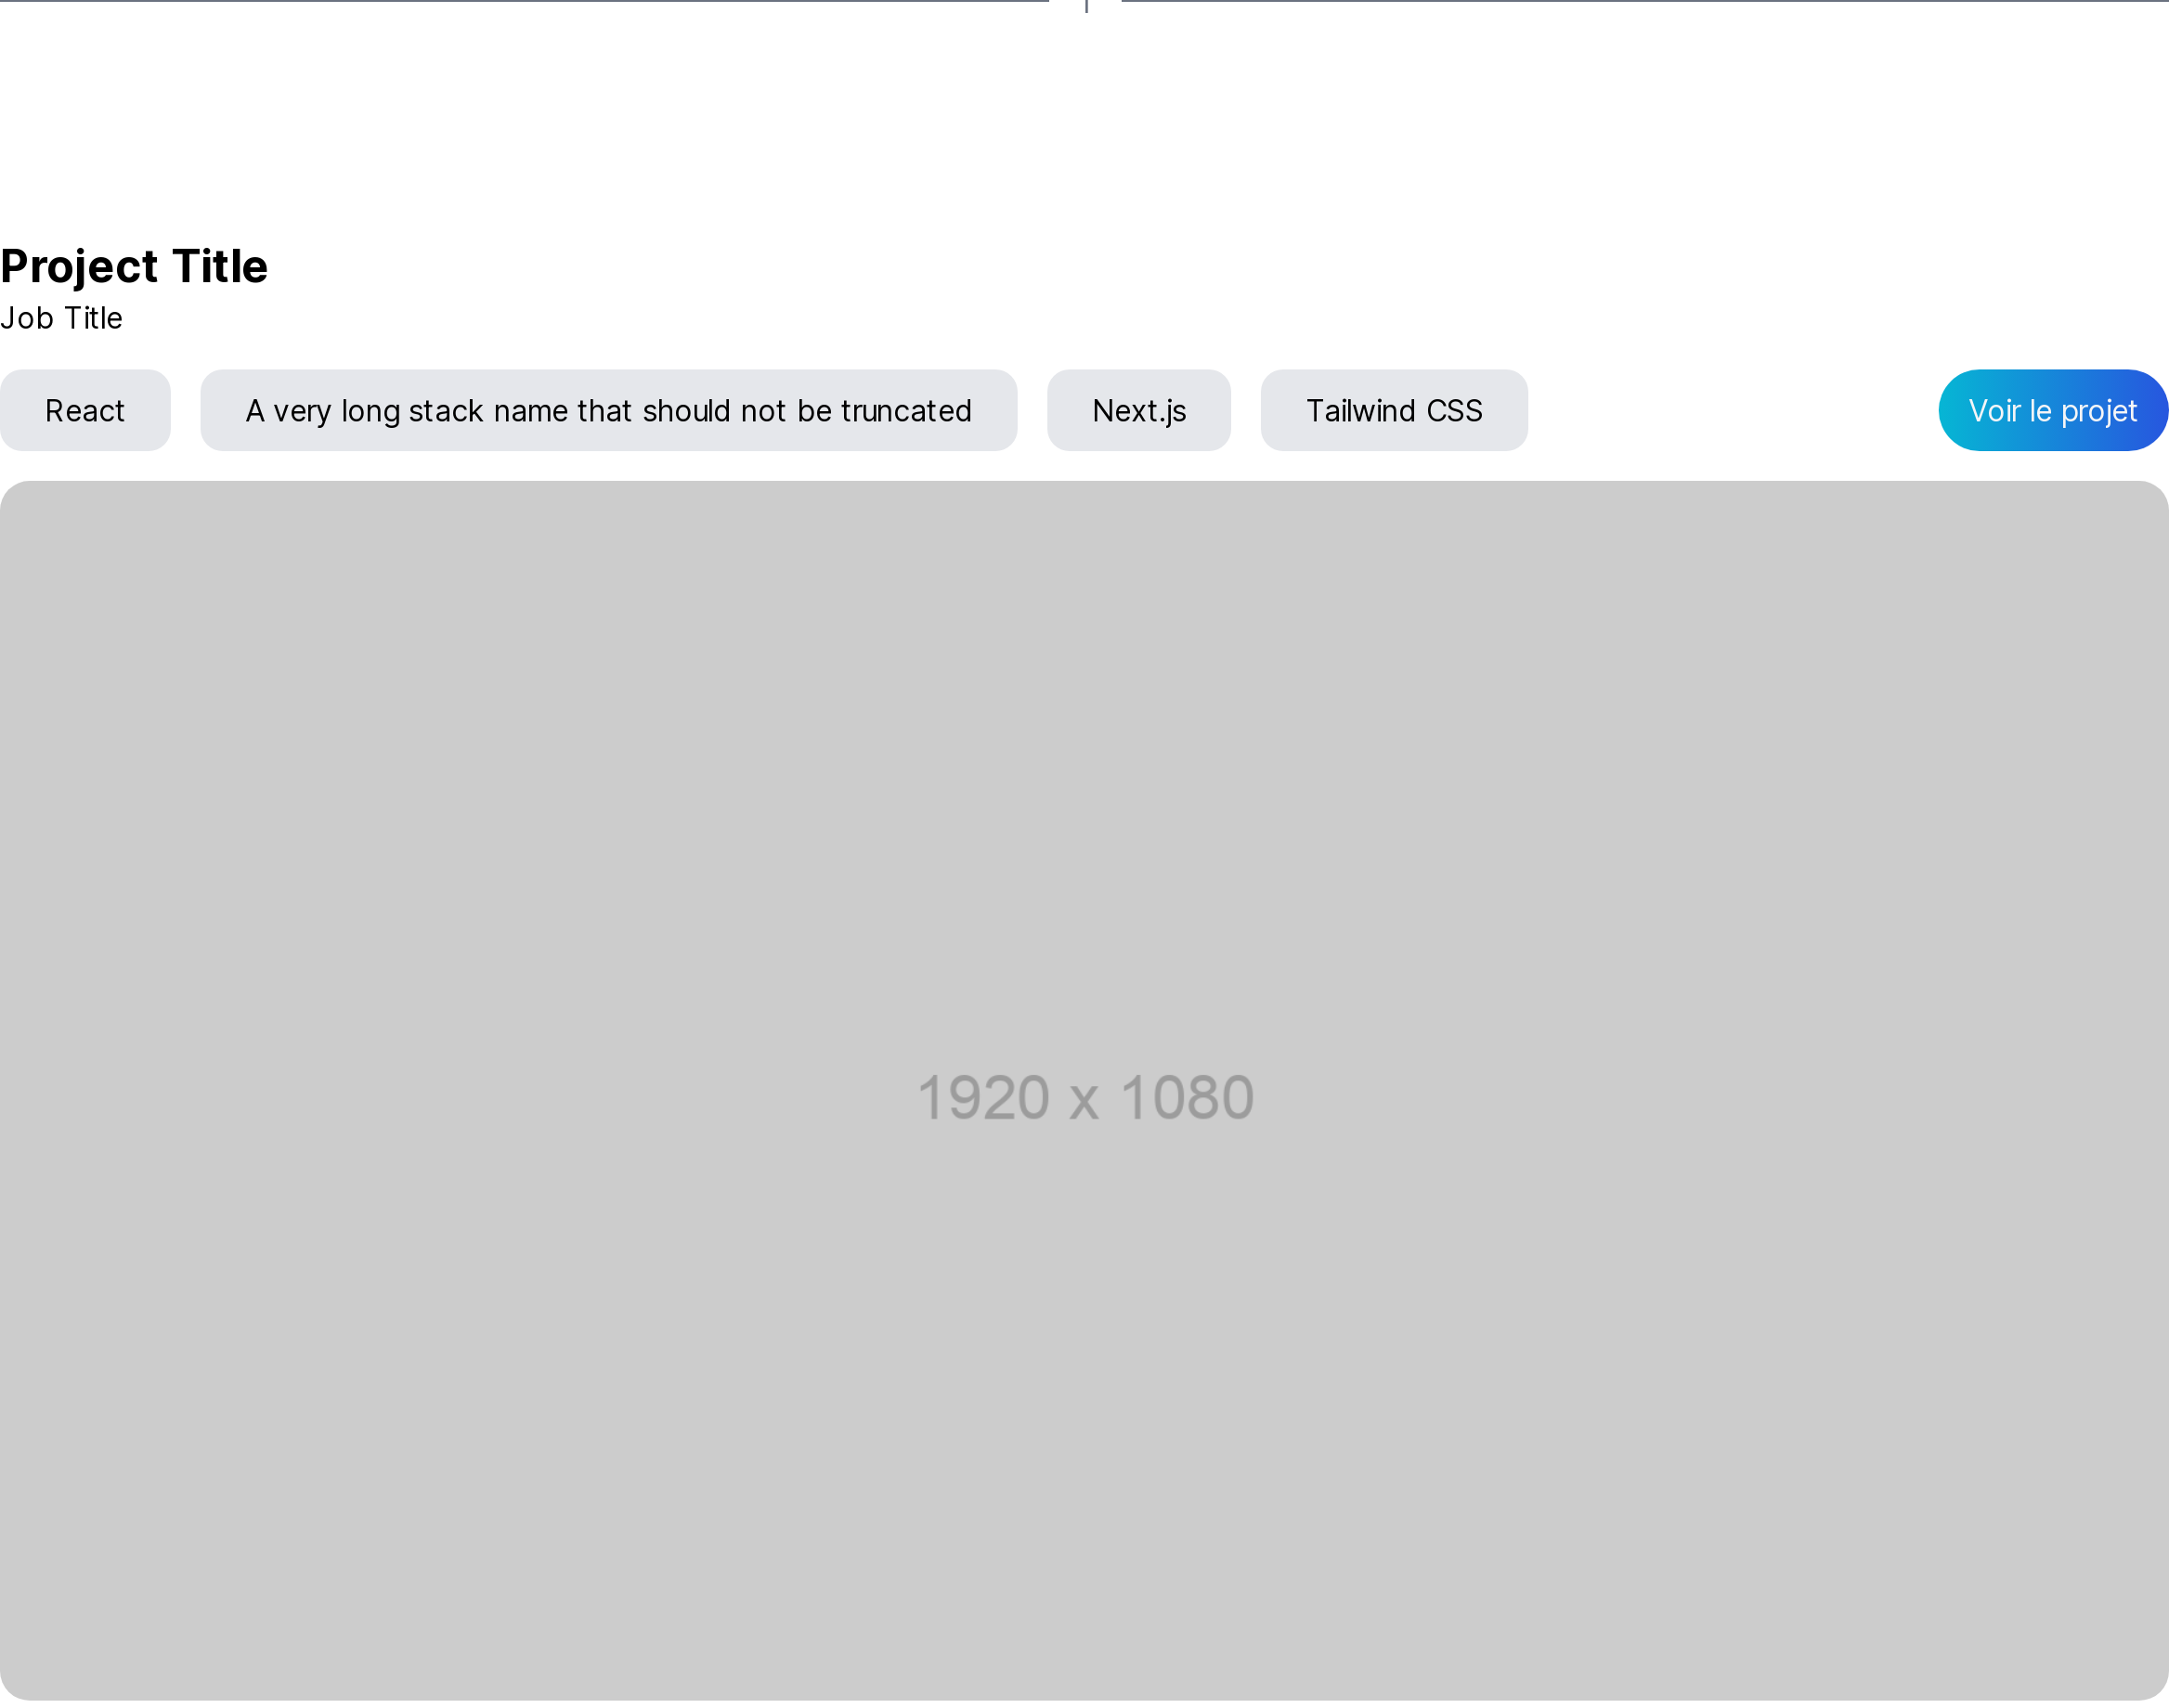 Project Title
Job Title
React A very long stack name that should not be truncated Next.js Tailwind CSS Voir le projet
1920 x 1080